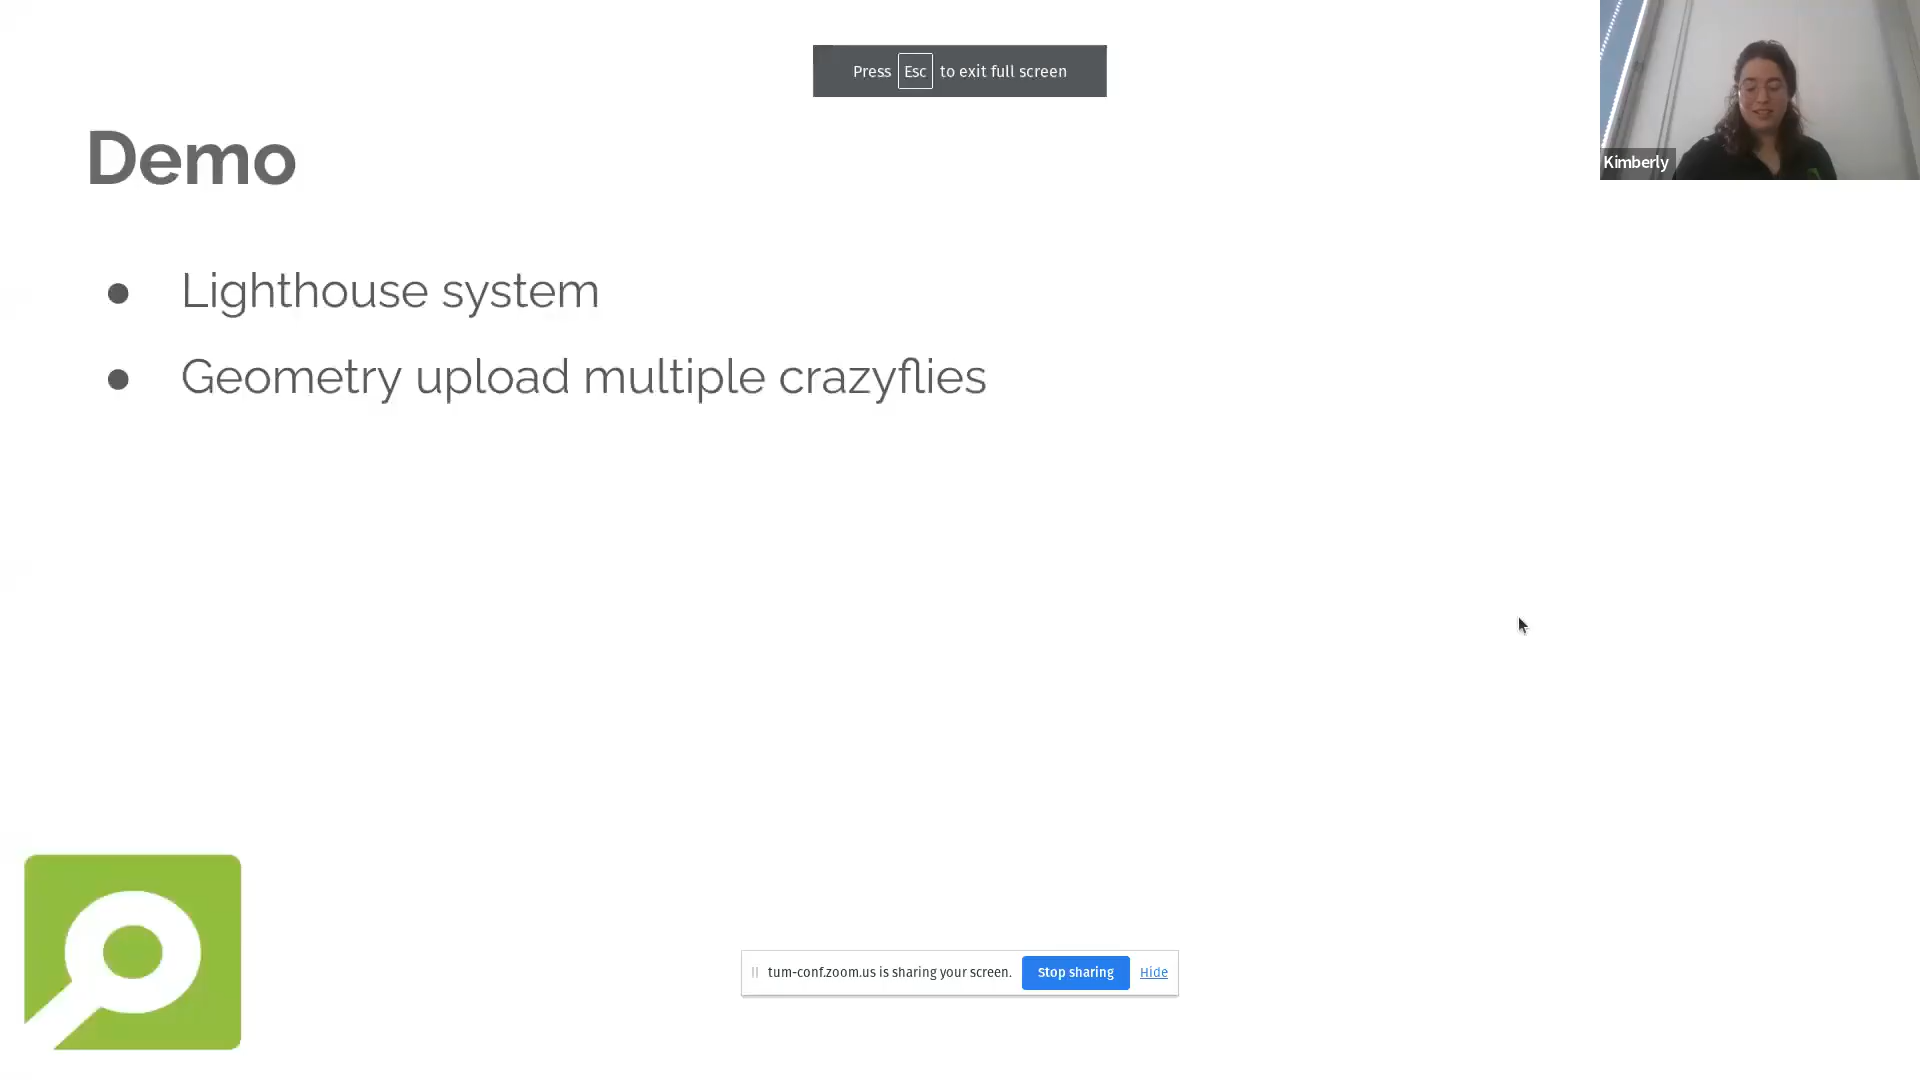 Press Esc to exit full screen
Kimberly
Demo
● Lighthouse system
● Geometry upload multiple crazyflies
tum-conf.zoom.us is sharing your screen. Stop sharing Hide